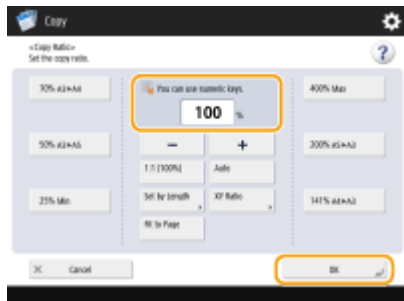 Copy
<Copy Ratio>
Set the copy ratio.
?
70% A3▶A4
You can use numeric keys.
400% Max
100 %
50% A3▶A5
−
+
200% A5▶A3
1:1 [100%]
Auto
25% Min
Set by Length
XY Ratio
141% A4▶A3
Fit to Page
× Cancel
OK